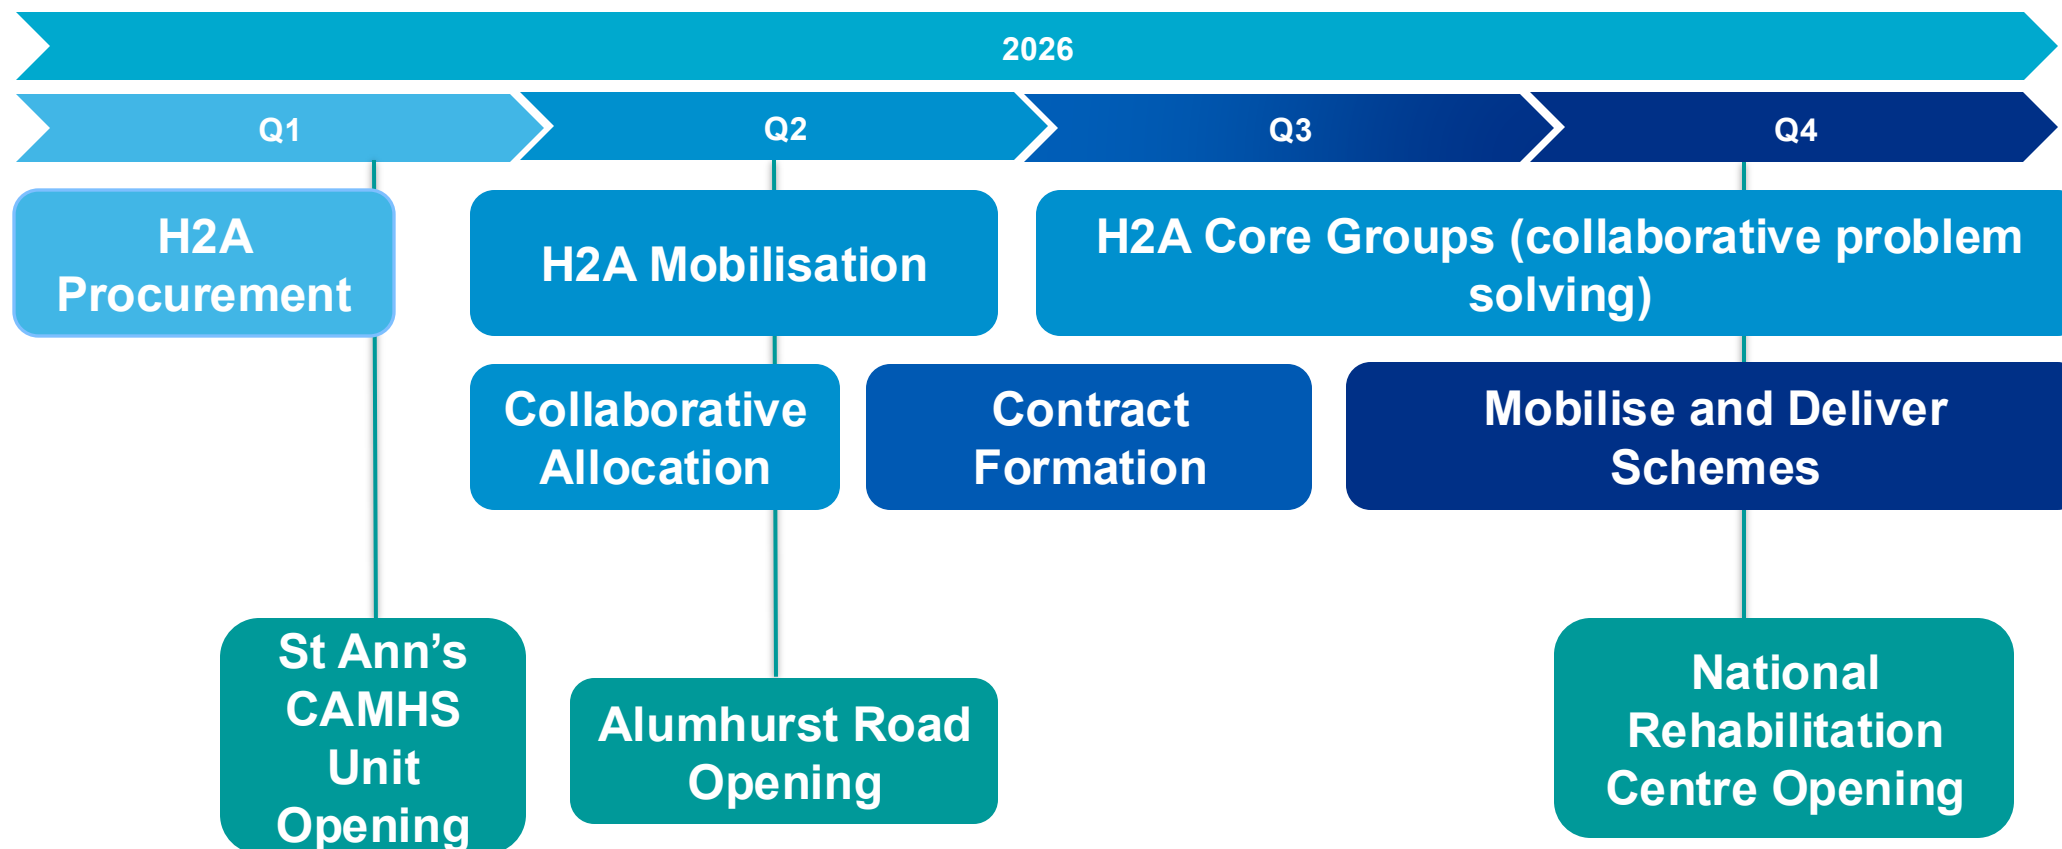 2026
Q1
Q2
Q3
Q4
H2A
Procurement
H2A Mobilisation
H2A Core Groups (collaborative problem
solving)
Collaborative
Allocation
Contract
Formation
Mobilise and Deliver
Schemes
St Ann’s
CAMHS
Unit
Opening
Alumhurst Road
Opening
National
Rehabilitation
Centre Opening